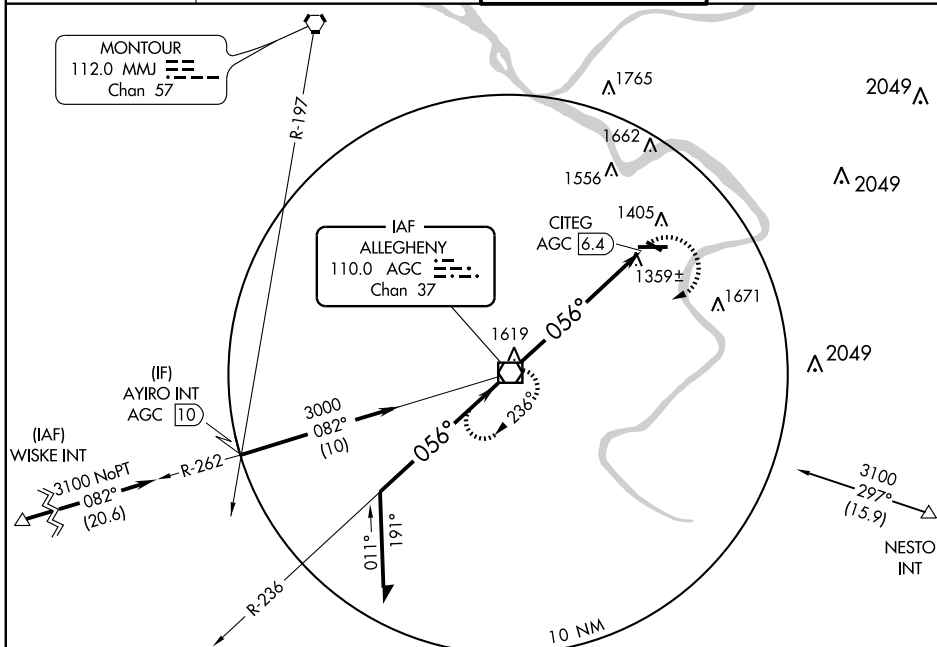 MONTOUR
112.0 MMJ
Chan 57
R-197
1765
2049
1662
1556
2049
1405
CITEG
AGC 6.4
1359±
1671
IAF
ALLEGHENY
110.0 AGC
Chan 37
056°
1619
2049
(IF)
AYIRO INT
AGC 10
3000
082°
(10)
236°
056°
(IAF)
WISKE INT
R-262
3100 NoPT
082°
(20.6)
3100
297°
(15.9)
NESTO
INT
011°
191°
R-236
10 NM